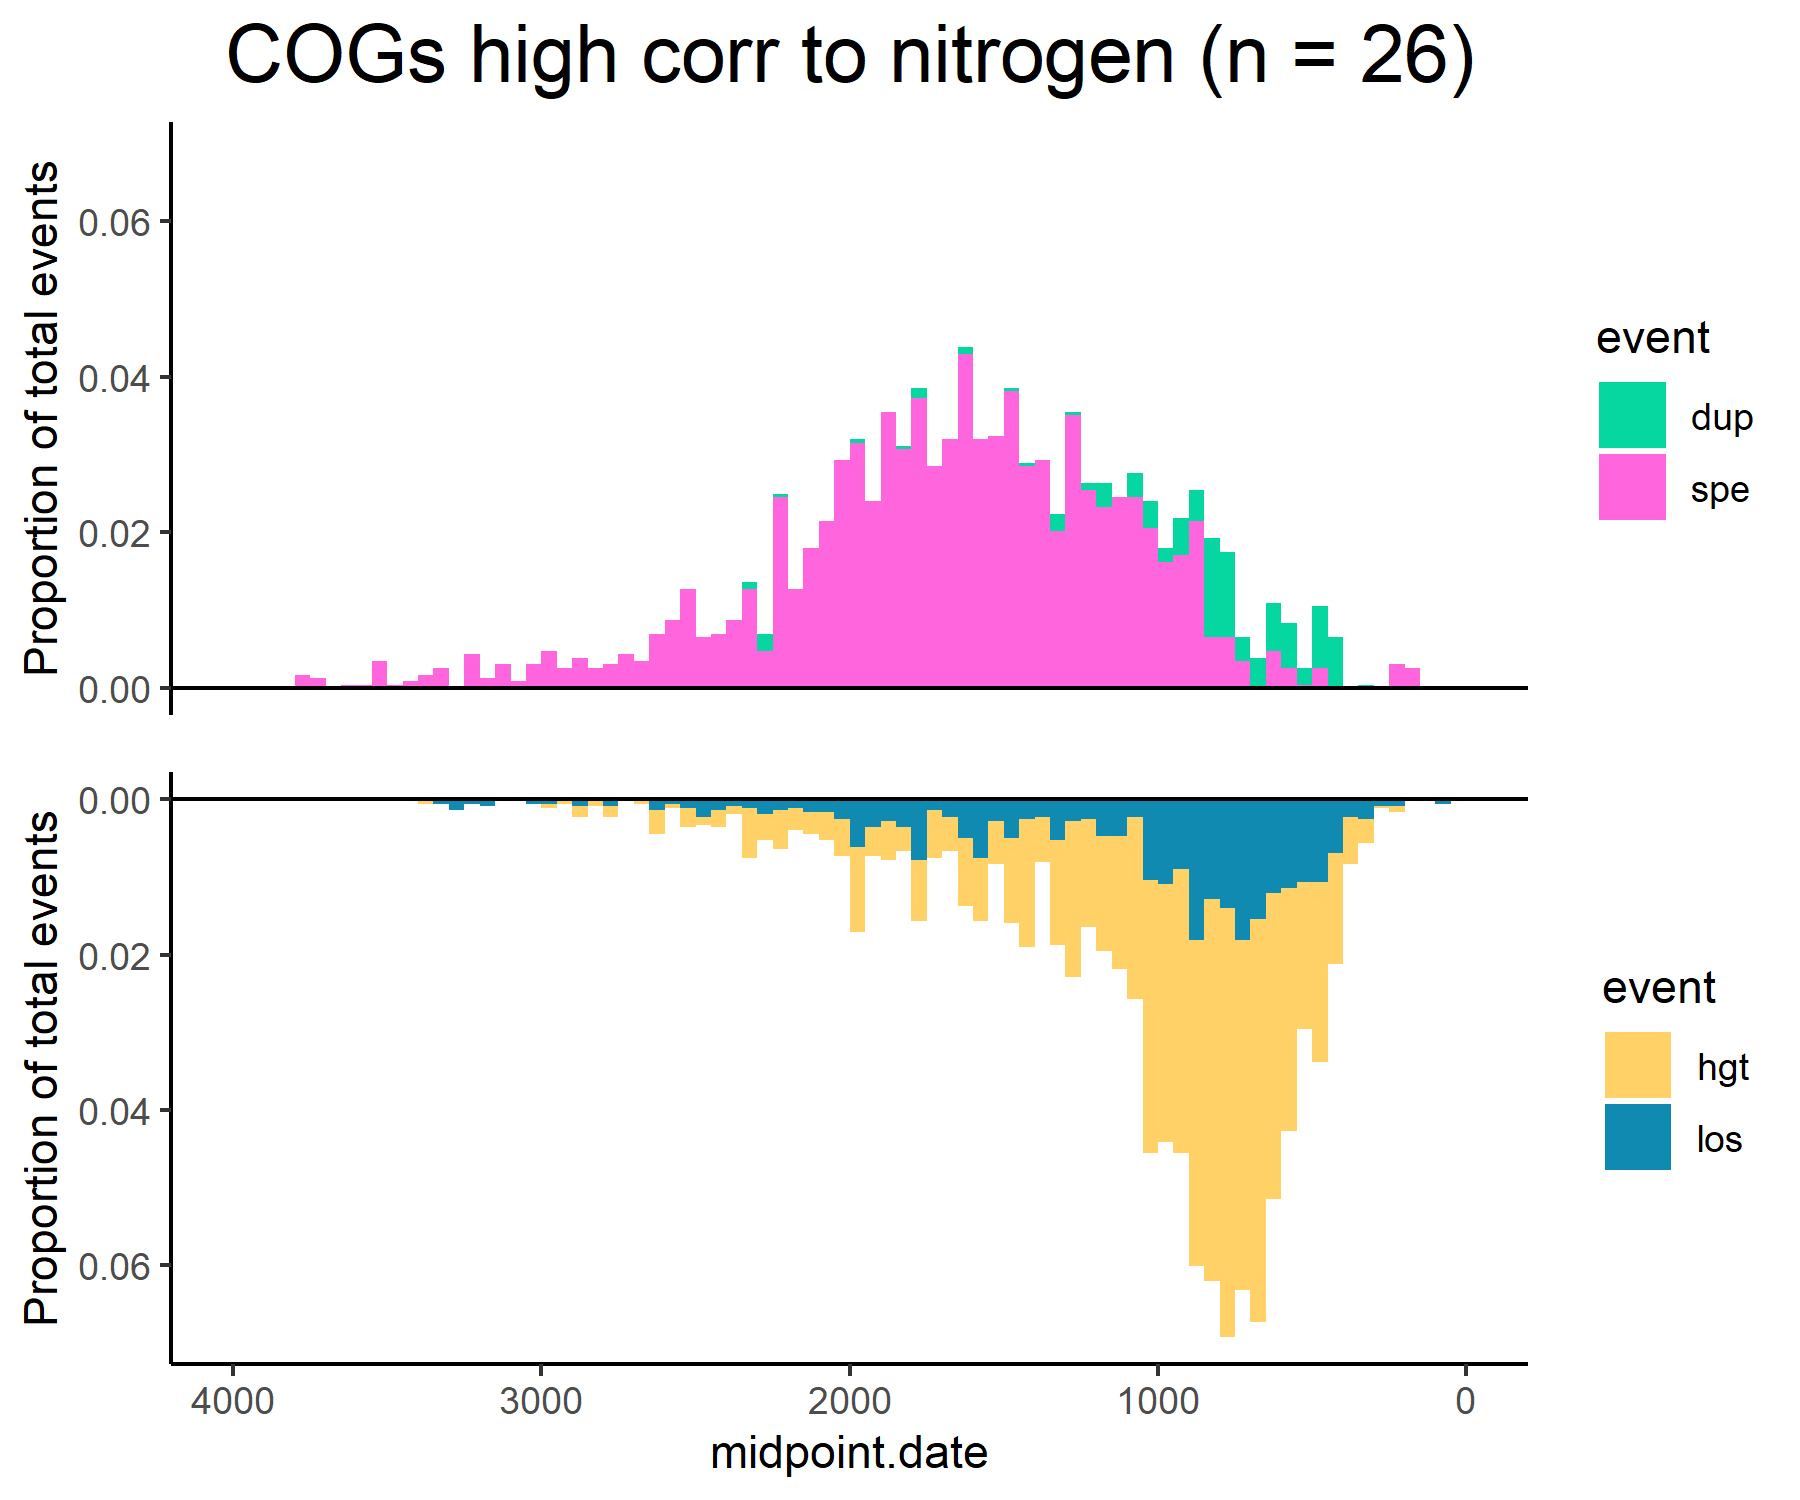 COGs high corr to nitrogen (n = 26)
Proportion of total events
0.06
0.04
0.02
0.00
event
dup
spe
Proportion of total events
0.00
0.02
0.04
0.06
event
hgt
los
4000 3000 2000 1000 0
midpoint.date